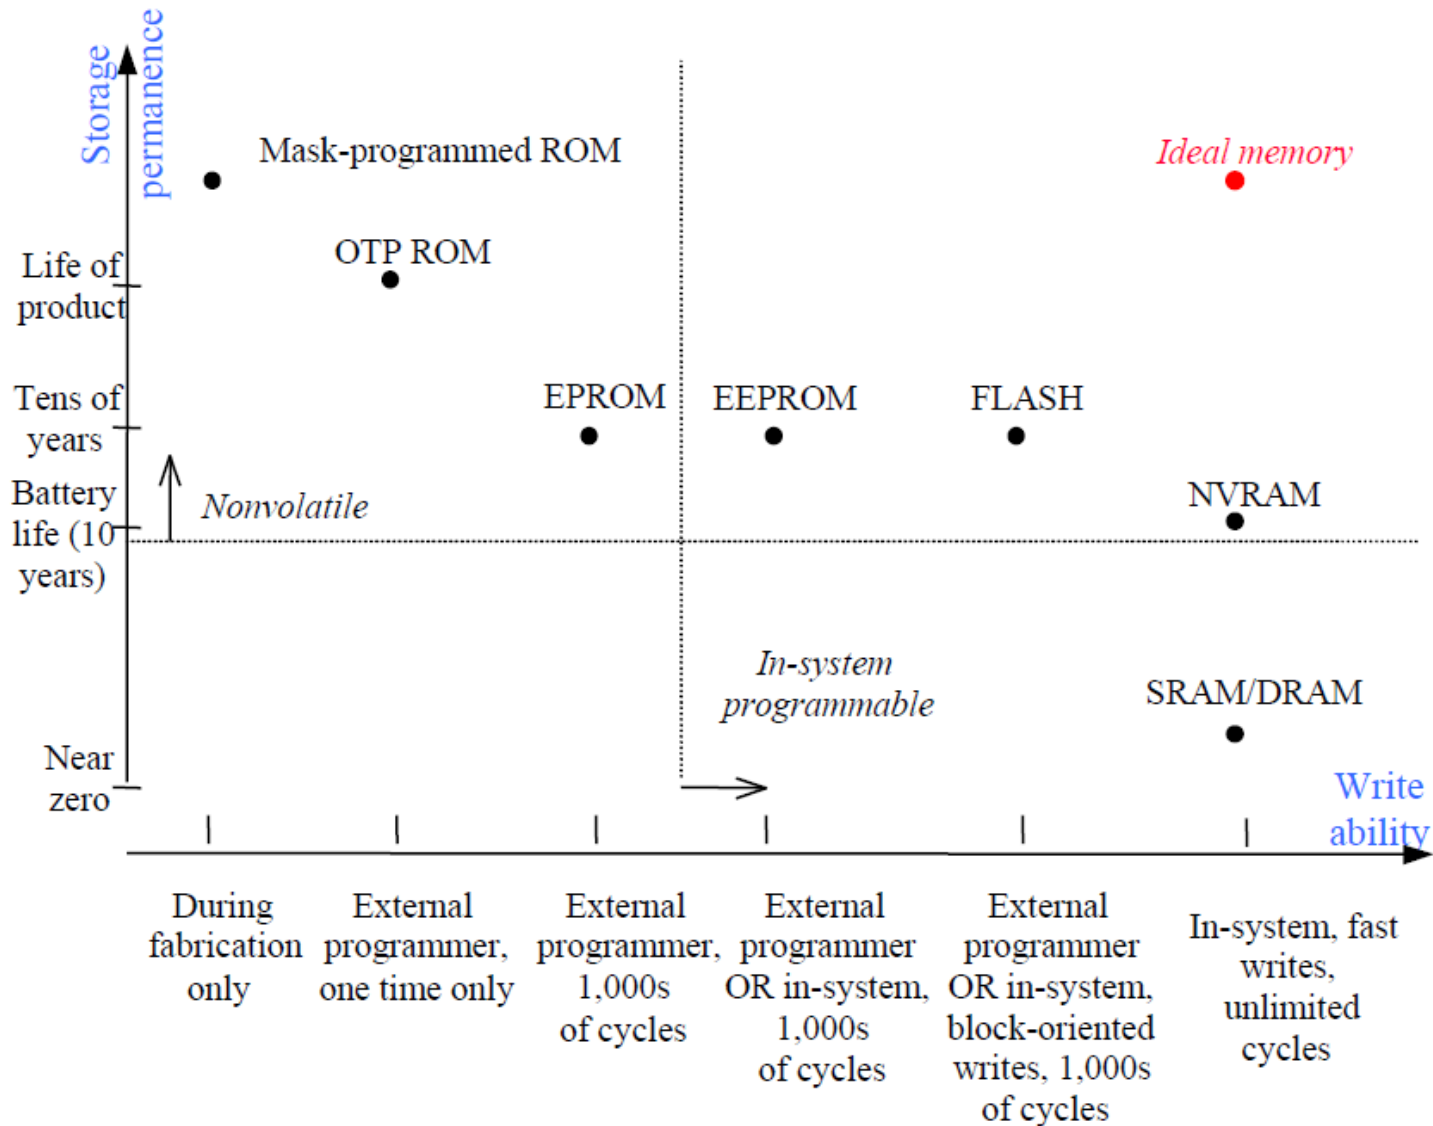 Storage
permanence
Mask-programmed ROM
Ideal memory
OTP ROM
Life of
product
Tens of
years
EPROM
EEPROM
FLASH
Battery
life (10
years)
Nonvolatile
NVRAM
In-system
programmable
SRAM/DRAM
Near
zero
Write
ability
During
fabrication
only
External
programmer,
one time only
External
programmer,
1,000s
of cycles
External
programmer
OR in-system,
1,000s
of cycles
External
programmer
OR in-system,
block-oriented
writes, 1,000s
of cycles
In-system, fast
writes,
unlimited
cycles